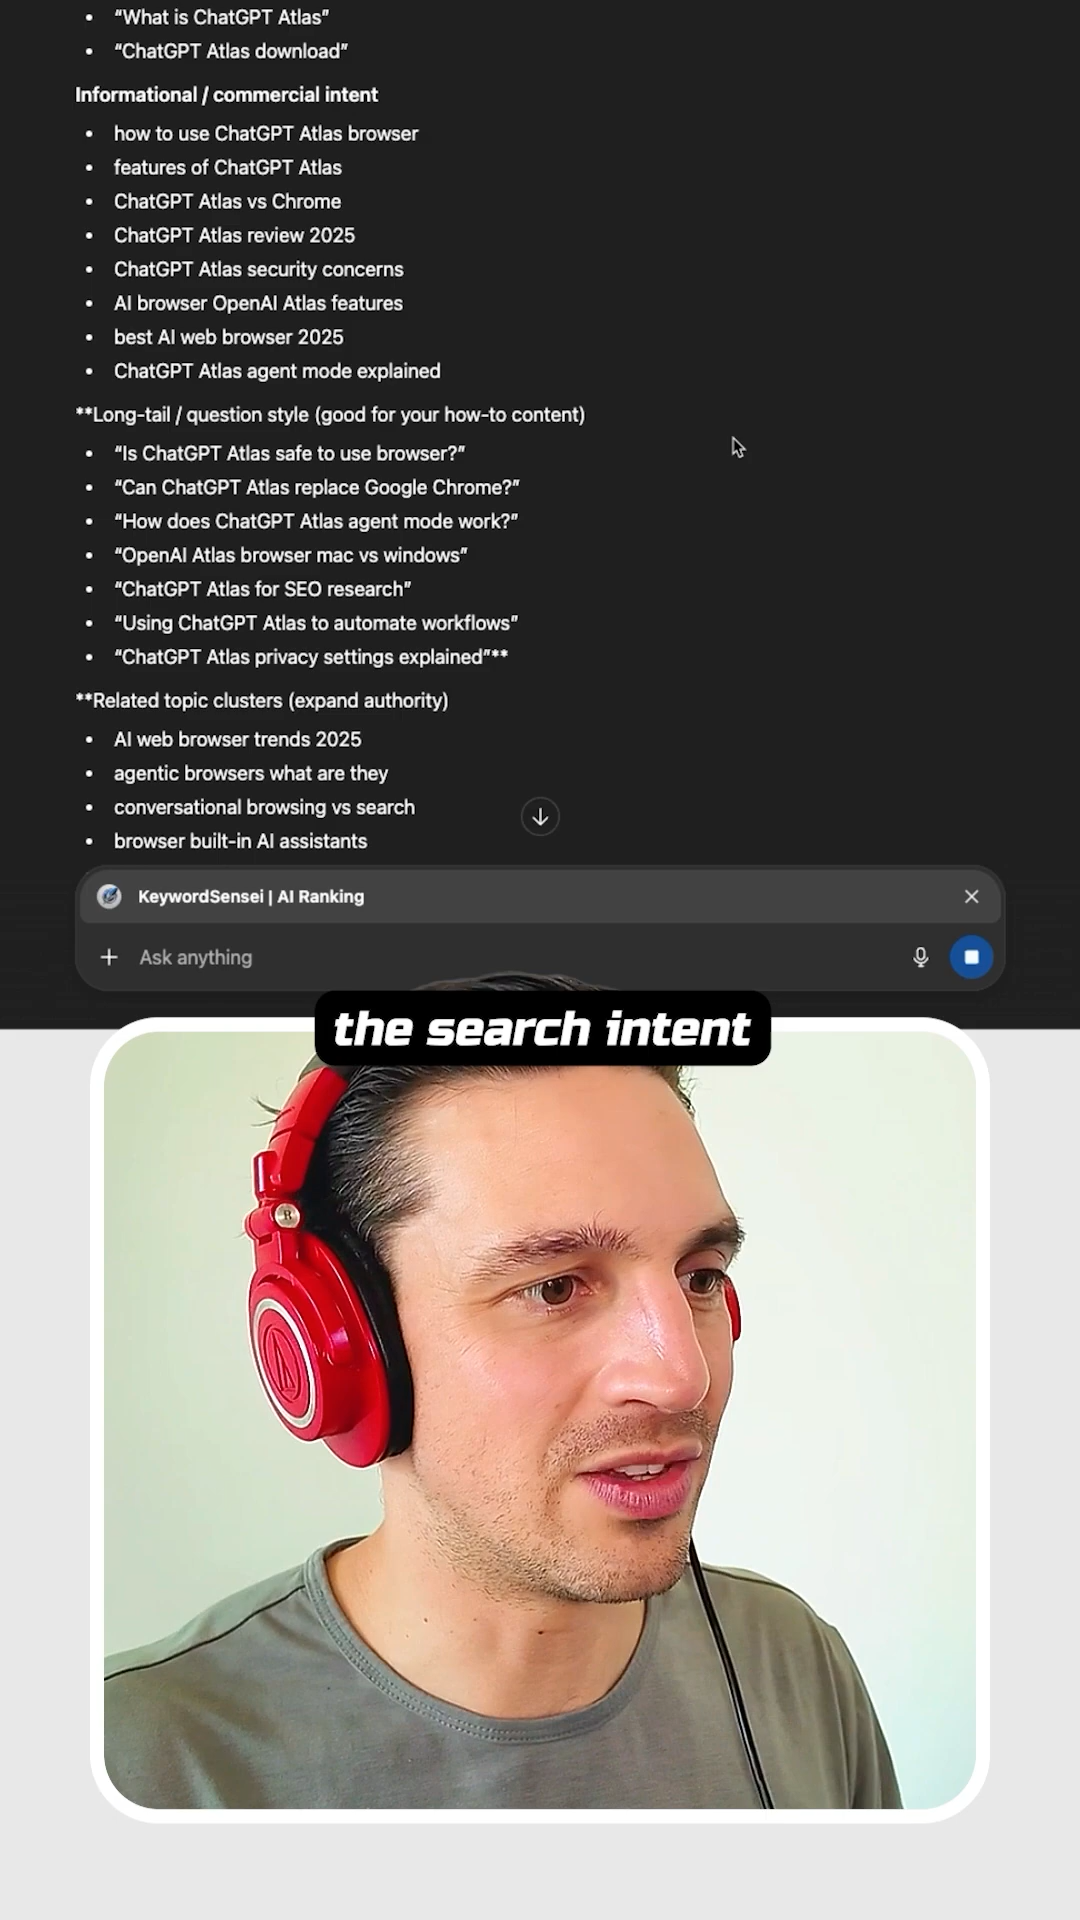 • “What is ChatGPT Atlas”
• “ChatGPT Atlas download”
Informational / commercial intent
• how to use ChatGPT Atlas browser
• features of ChatGPT Atlas
• ChatGPT Atlas vs Chrome
• ChatGPT Atlas review 2025
• ChatGPT Atlas security concerns
• AI browser OpenAI Atlas features
• best AI web browser 2025
• ChatGPT Atlas agent mode explained
**Long-tail / question style (good for your how-to content)
• “Is ChatGPT Atlas safe to use browser?”
• “Can ChatGPT Atlas replace Google Chrome?”
• “How does ChatGPT Atlas agent mode work?”
• “OpenAI Atlas browser mac vs windows”
• “ChatGPT Atlas for SEO research”
• “Using ChatGPT Atlas to automate workflows”
• “ChatGPT Atlas privacy settings explained”**
**Related topic clusters (expand authority)
• AI web browser trends 2025
• agentic browsers what are they
• conversational browsing vs search
• browser built-in AI assistants
KeywordSensei | AI Ranking
Ask anything
the search intent